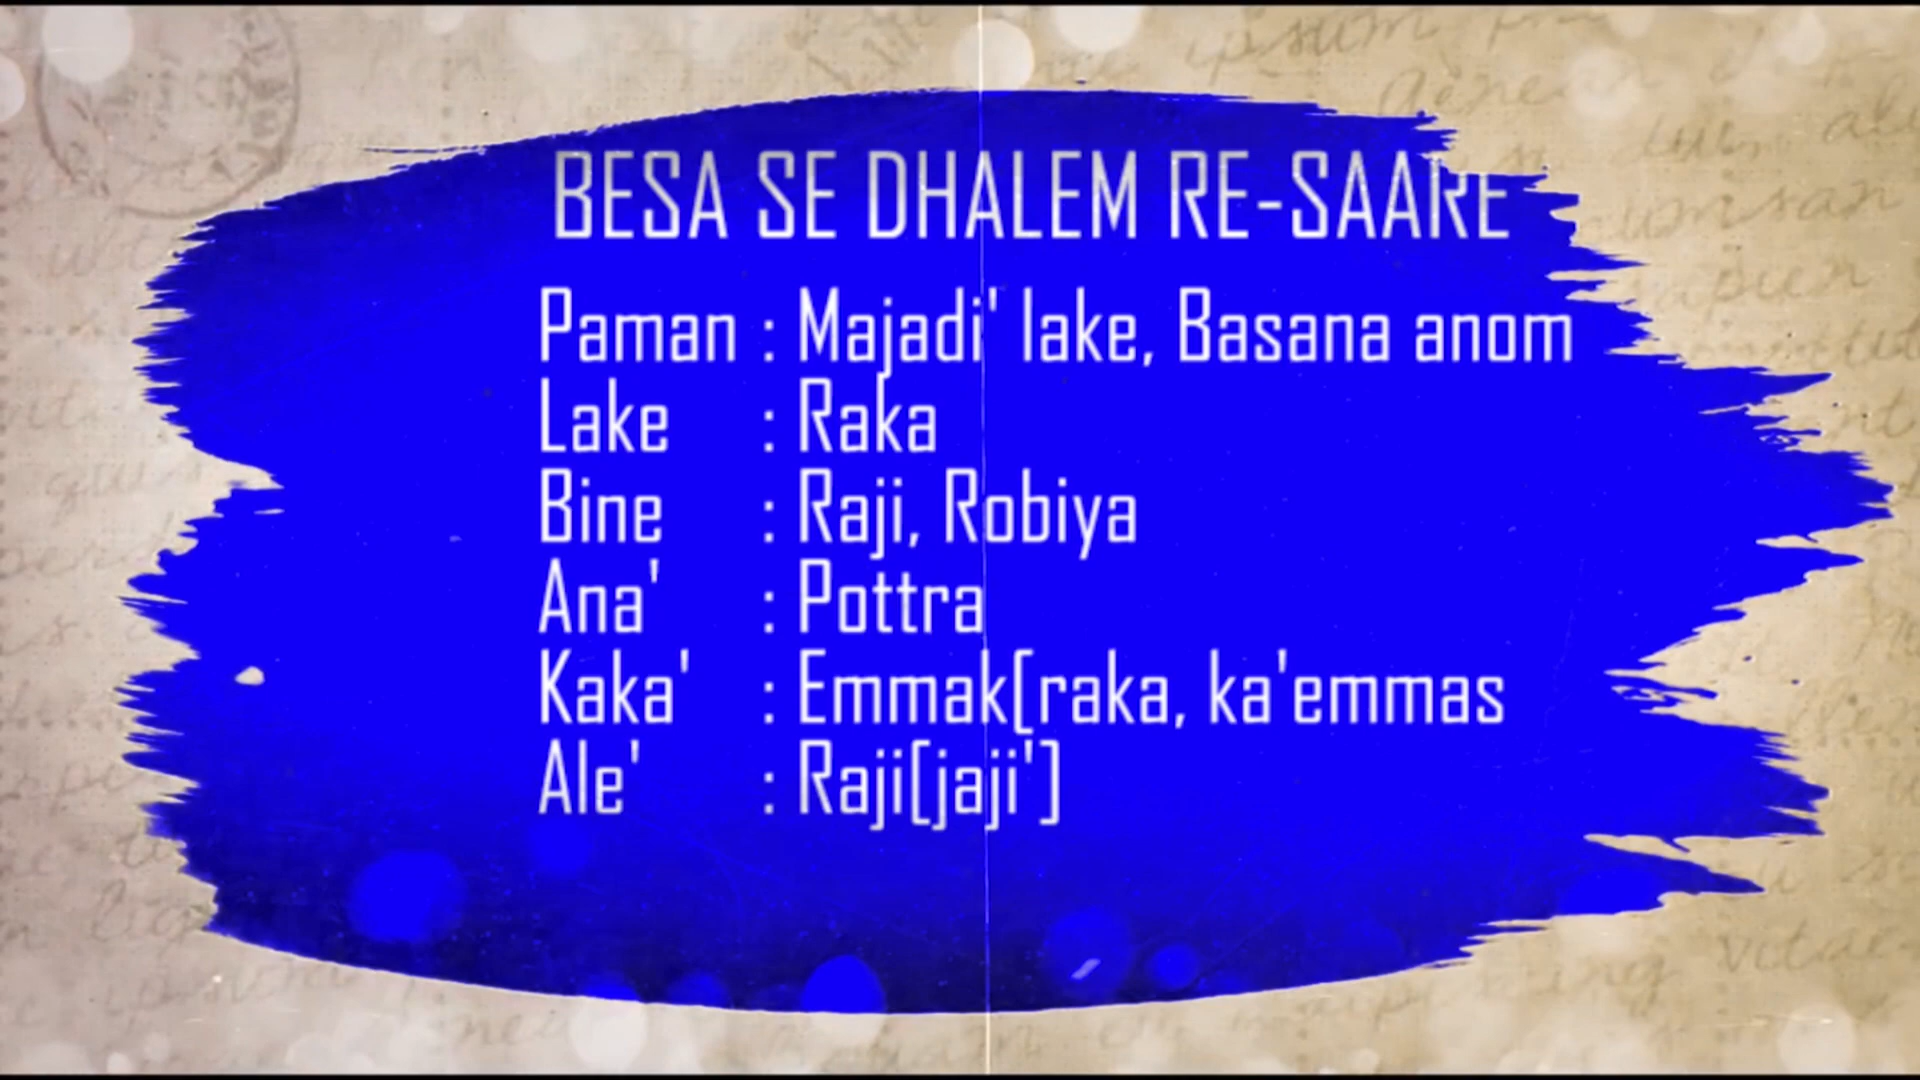 BESA SE DHALEM RE-SAARE
Paman : Majadi' lake, Basana anom
Lake : Raka
Bine : Raji, Robiya
Ana' : Pottra
Kaka' : Emmak(raka, ka'emmas
Ale' : Raji(jaji')